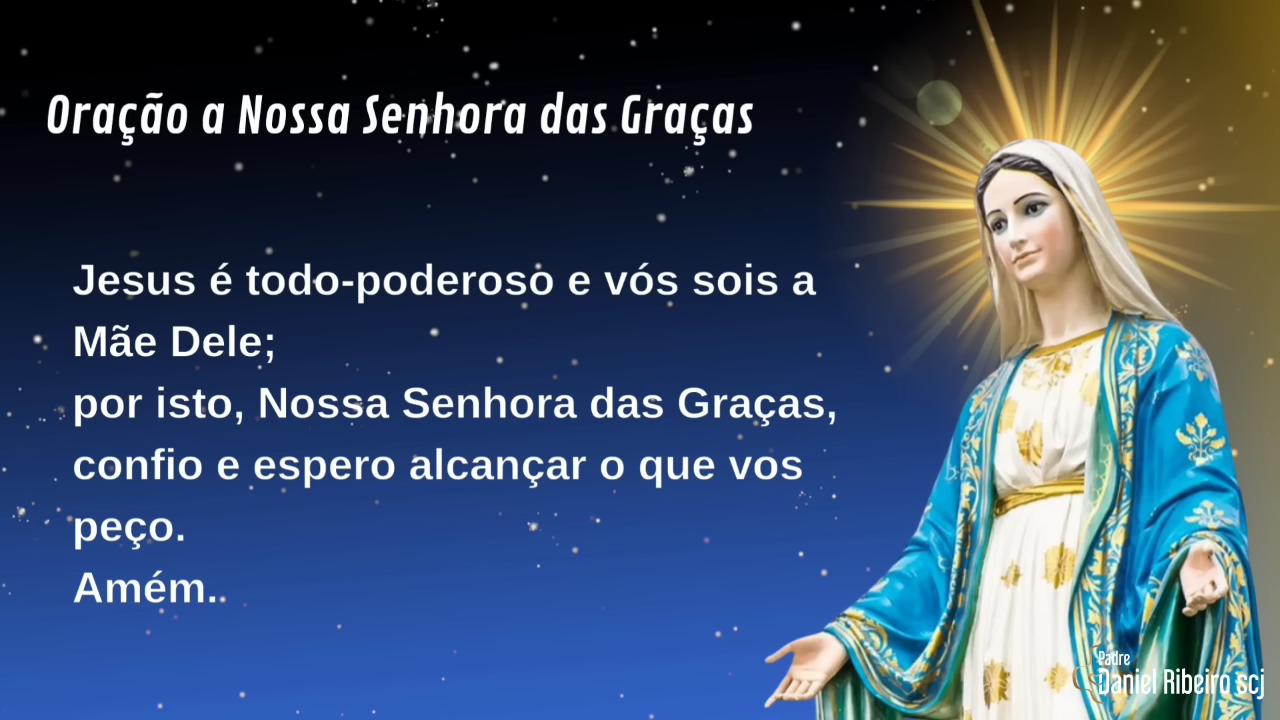 Oração a Nossa Senhora das Graças
Jesus é todo-poderoso e vós sois a
Mãe Dele;
por isto, Nossa Senhora das Graças,
confio e espero alcançar o que vos
peço.
Amém.
Padre
Daniel Ribeiro scj